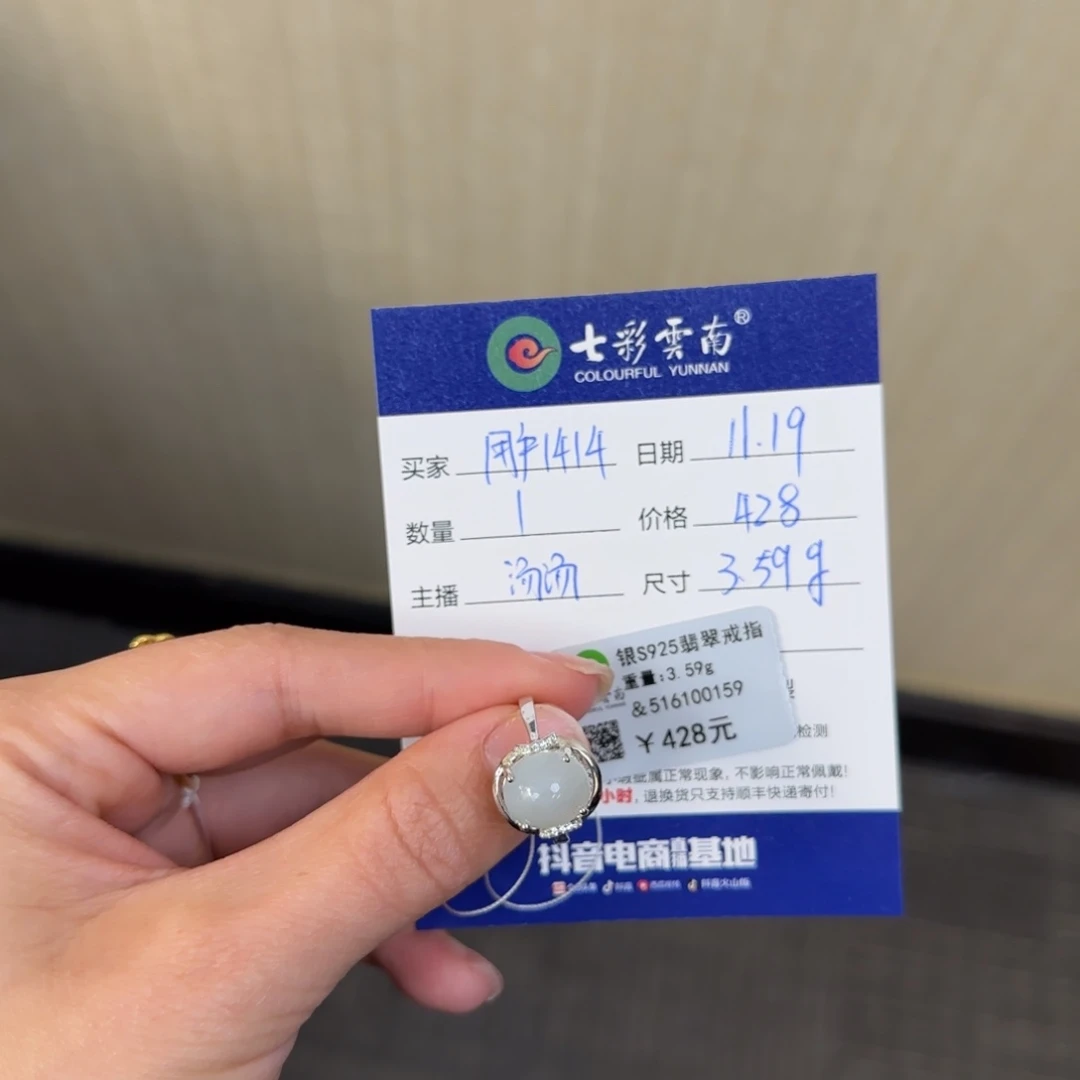 七彩雲南®
COLOURFUL YUNNAN
买家 用户1414 日期 11.19
数量 1 价格 428
主播 汤汤 尺寸 3.59g
银S925翡翠戒指
重量:3.59g
&516100159
¥428元
检测
属正常现象,不影响正常佩戴!
小时,退换货只支持顺丰快递寄付!
抖音电商直播基地